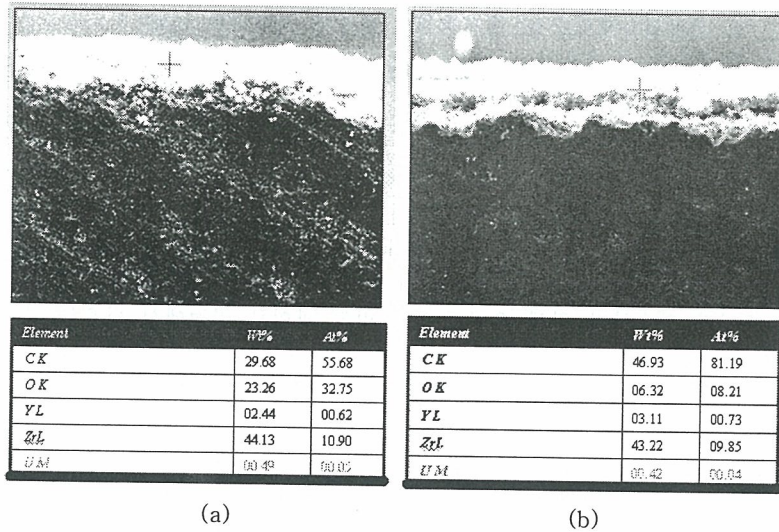 Element Wt% At%
C K 29.68 55.68
O K 23.26 32.75
Y L 02.44 00.62
ZrL 44.13 10.90
U M 00.49 00.05
(a)
Element Wt% At%
C K 46.93 81.19
O K 06.32 08.21
Y L 03.11 00.73
ZrL 43.22 09.85
U M 00.42 00.04
(b)